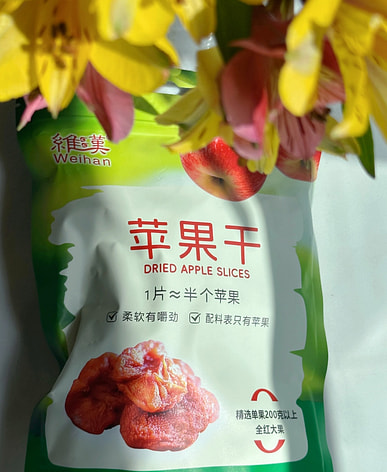 維漢
Weihan
苹果干
DRIED APPLE SLICES
1片≈半个苹果
柔软有嚼劲 配料表只有苹果
精选单果200克以上
全红大果